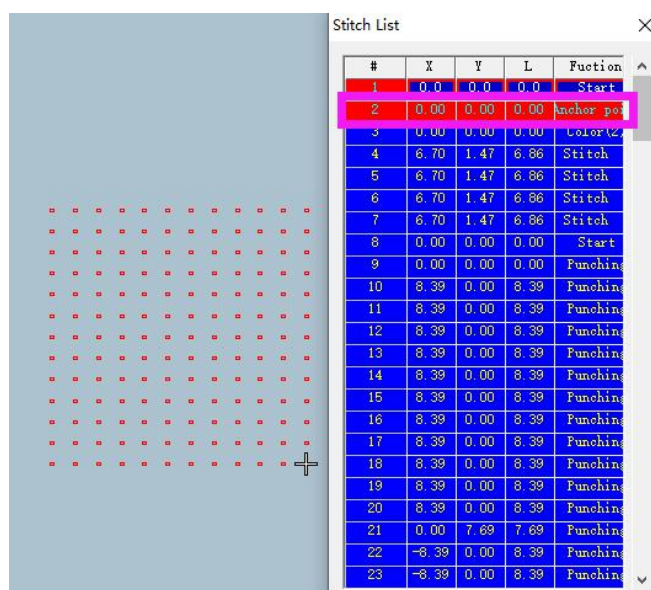 Stitch List
# X Y L Fuction
1 0.0 0.0 0.0 Start
2 0.00 0.00 0.00 Anchor poi
3 0.00 0.00 0.00 Color(2)
4 6.70 1.47 6.86 Stitch
5 6.70 1.47 6.86 Stitch
6 6.70 1.47 6.86 Stitch
7 6.70 1.47 6.86 Stitch
8 0.00 0.00 0.00 Start
9 0.00 0.00 0.00 Punching
10 8.39 0.00 8.39 Punching
11 8.39 0.00 8.39 Punching
12 8.39 0.00 8.39 Punching
13 8.39 0.00 8.39 Punching
14 8.39 0.00 8.39 Punching
15 8.39 0.00 8.39 Punching
16 8.39 0.00 8.39 Punching
17 8.39 0.00 8.39 Punching
18 8.39 0.00 8.39 Punching
19 8.39 0.00 8.39 Punching
20 8.39 0.00 8.39 Punching
21 0.00 7.69 7.69 Punching
22 -8.39 0.00 8.39 Punching
23 -8.39 0.00 8.39 Punching